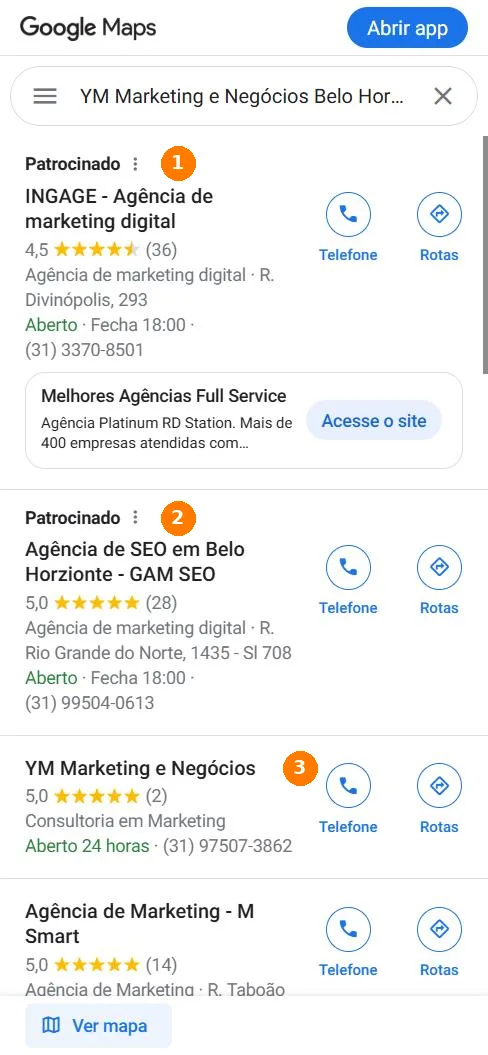 Google Maps
Abrir app
YM Marketing e Negócios Belo Hor...
Patrocinado
1
INGAGE - Agência de
marketing digital
4,5 (36)
Agência de marketing digital · R.
Divinópolis, 293
Aberto · Fecha 18:00 ·
(31) 3370-8501
Telefone
Rotas
Melhores Agências Full Service
Agência Platinum RD Station. Mais de
400 empresas atendidas com...
Acesse o site
Patrocinado
2
Agência de SEO em Belo
Horzionte - GAM SEO
5,0 (28)
Agência de marketing digital · R.
Rio Grande do Norte, 1435 - Sl 708
Aberto · Fecha 18:00 ·
(31) 99504-0613
Telefone
Rotas
YM Marketing e Negócios
3
5,0 (2)
Consultoria em Marketing
Aberto 24 horas · (31) 97507-3862
Telefone
Rotas
Agência de Marketing - M
Smart
5,0 (14)
Agência de Marketing · R. Taboão
Telefone
Rotas
Ver mapa